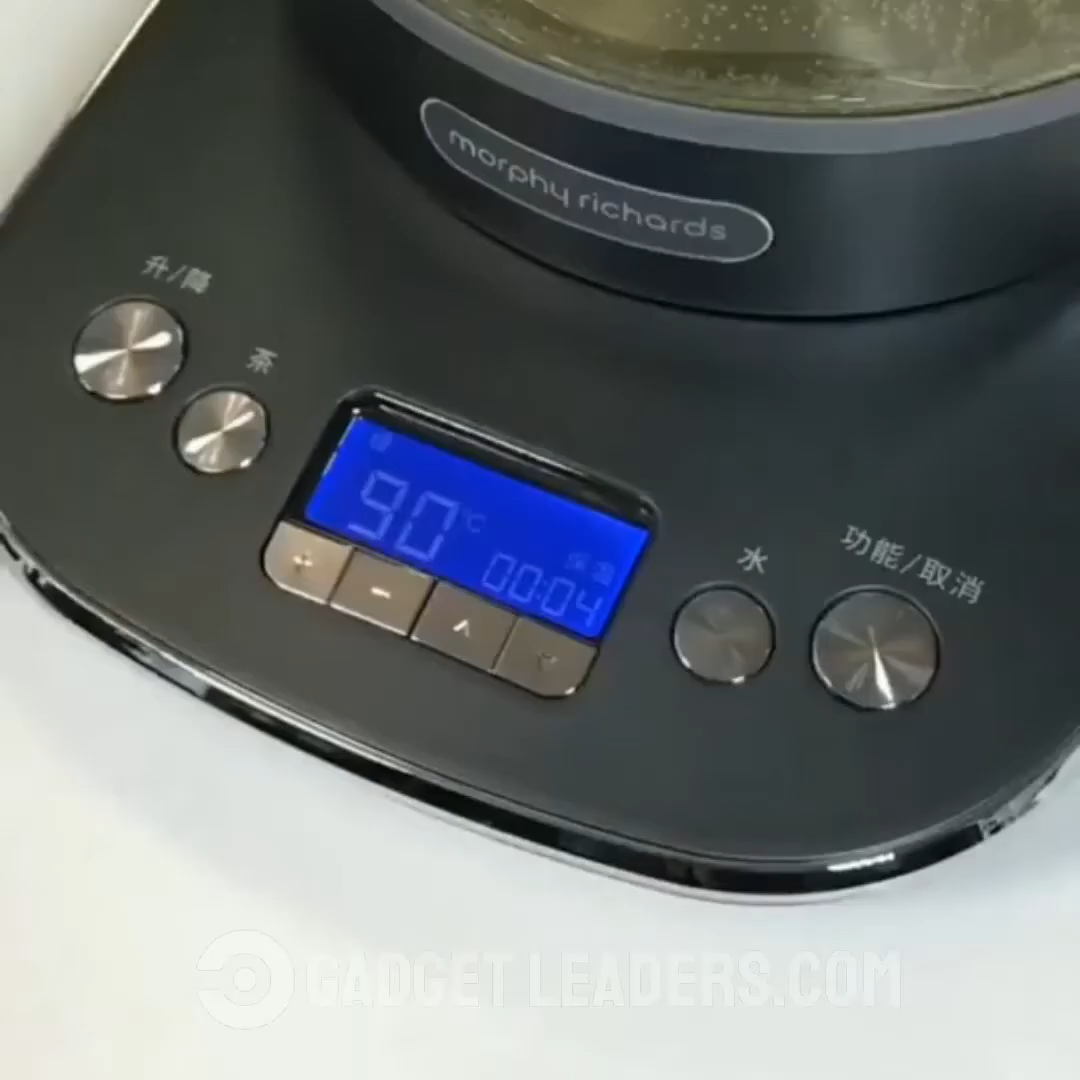 morphy richards
升/降
茶
90°C
保温
00:04
水
功能/取消
GADGET LEADERS.COM